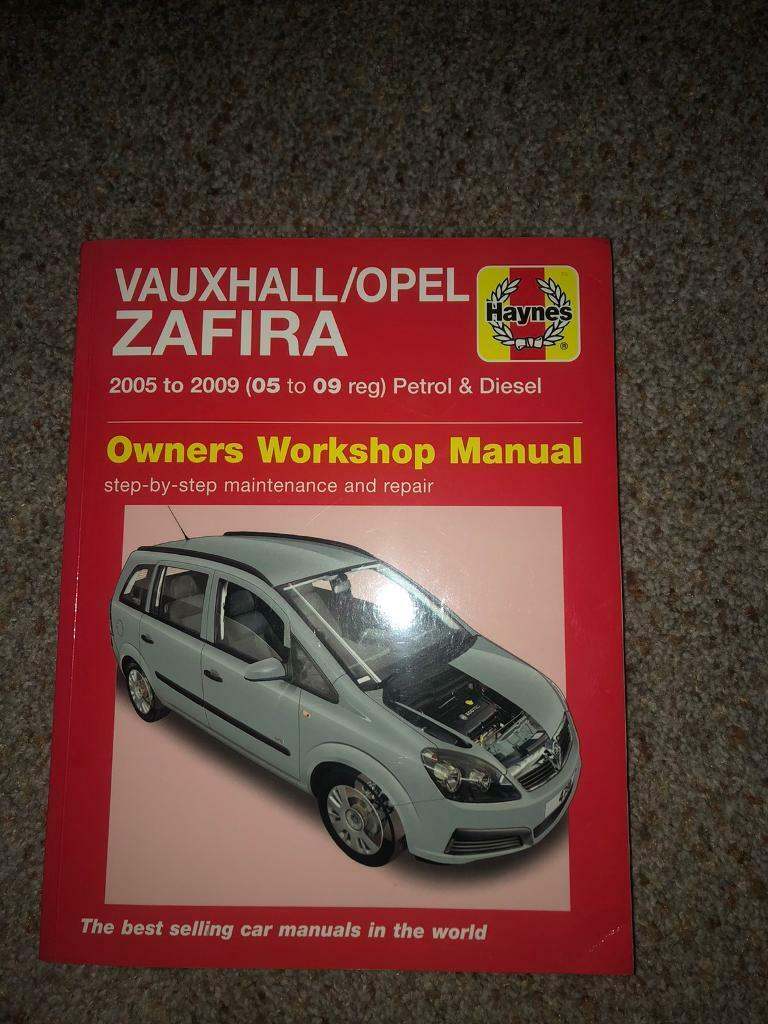 VAUXHALL/OPEL
ZAFIRA
Haynes
®
2005 to 2009 (05 to 09 reg) Petrol & Diesel
Owners Workshop Manual
step-by-step maintenance and repair
The best selling car manuals in the world